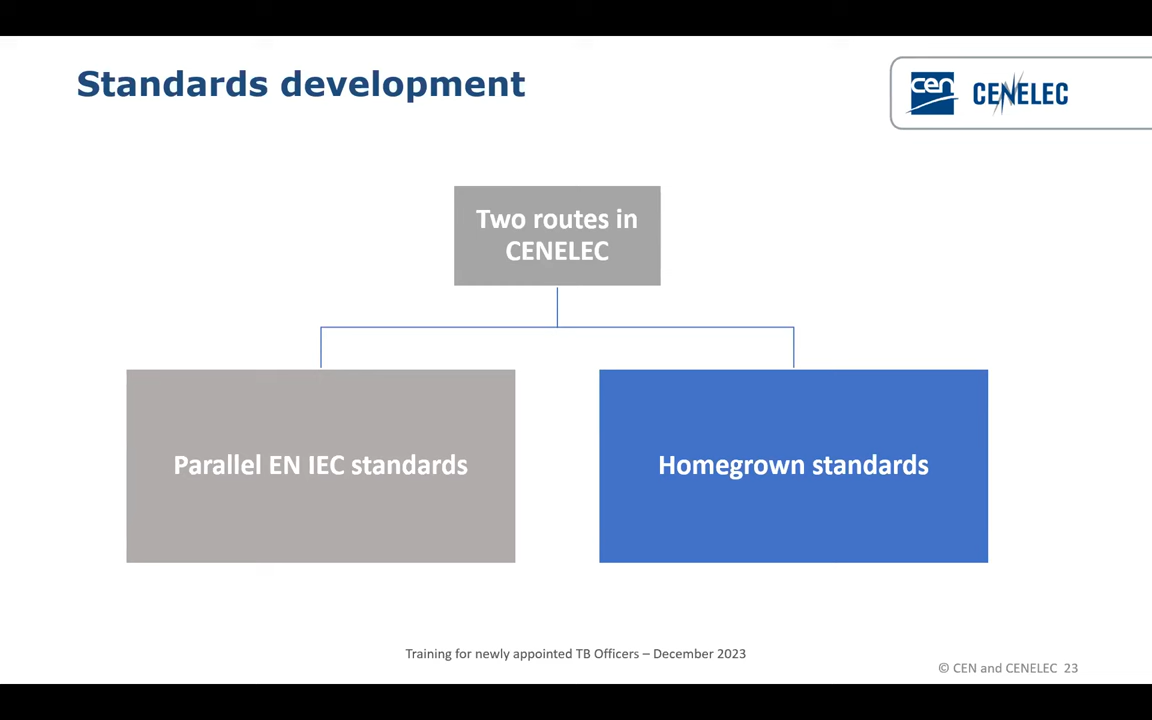 Standards development
cen CENELEC
Two routes in
CENELEC
Parallel EN IEC standards
Homegrown standards
Training for newly appointed TB Officers – December 2023
© CEN and CENELEC 23